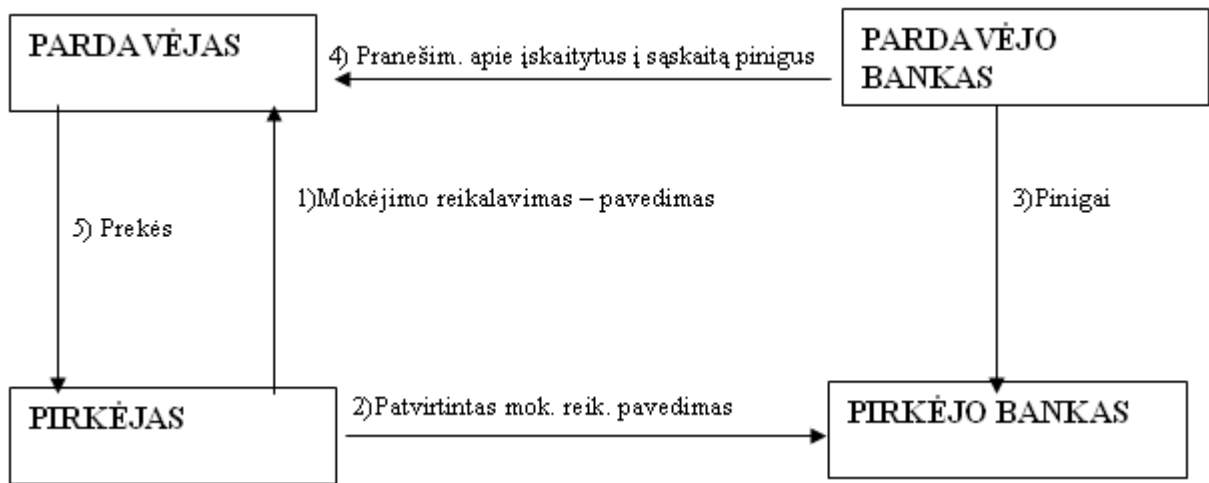 PARDAVĖJAS
4) Pranešim. apie įskaitytus į sąskaitą pinigus
PARDAVĖJO
BANKAS
1)Mokėjimo reikalavimas – pavedimas
3)Pinigai
5) Prekės
PIRKĖJAS
2)Patvirtintas mok. reik. pavedimas
PIRKĖJO BANKAS